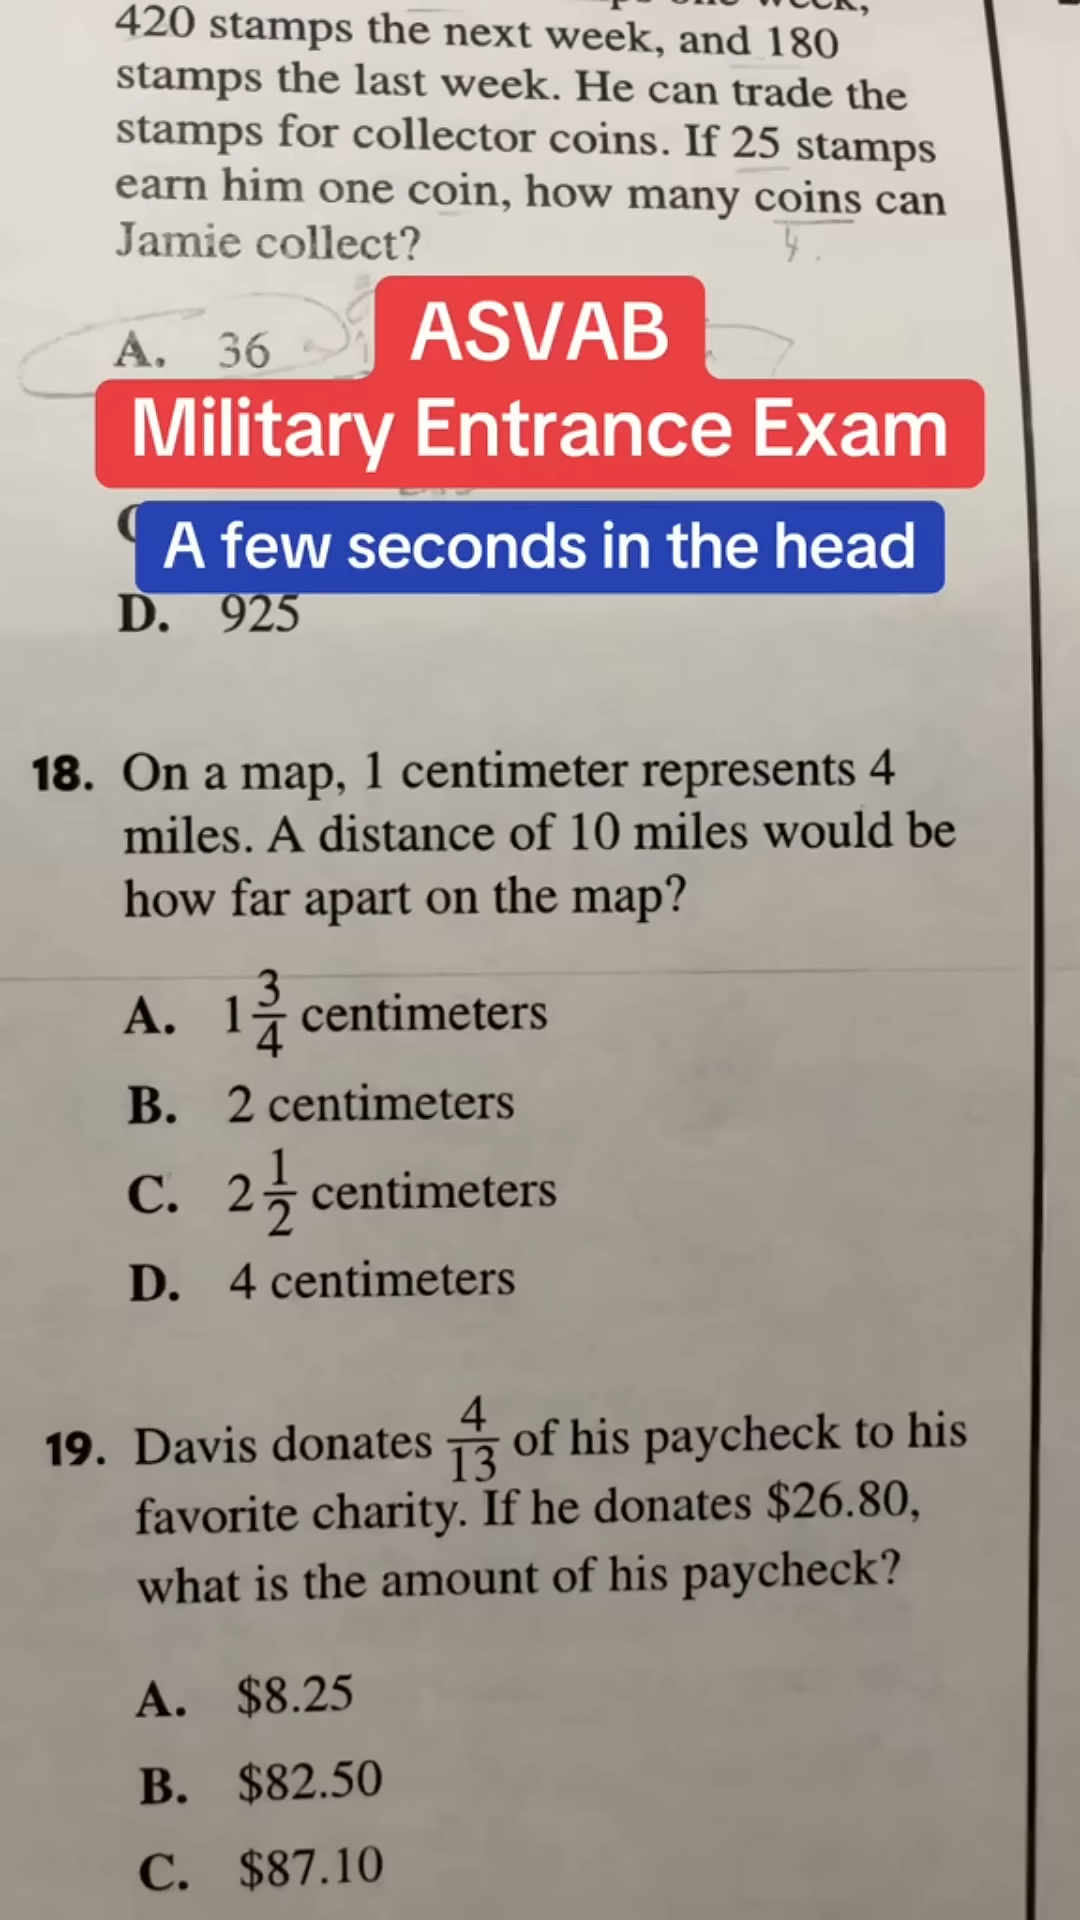 420 stamps the next week, and 180
stamps the last week. He can trade the
stamps for collector coins. If 25 stamps
earn him one coin, how many coins can
Jamie collect?
4.
A. 36
ASVAB
Military Entrance Exam
A few seconds in the head
D. 925
18. On a map, 1 centimeter represents 4
miles. A distance of 10 miles would be
how far apart on the map?
A. 1 3/4 centimeters
B. 2 centimeters
C. 2 1/2 centimeters
D. 4 centimeters
19. Davis donates 4/13 of his paycheck to his
favorite charity. If he donates $26.80,
what is the amount of his paycheck?
A. $8.25
B. $82.50
C. $87.10